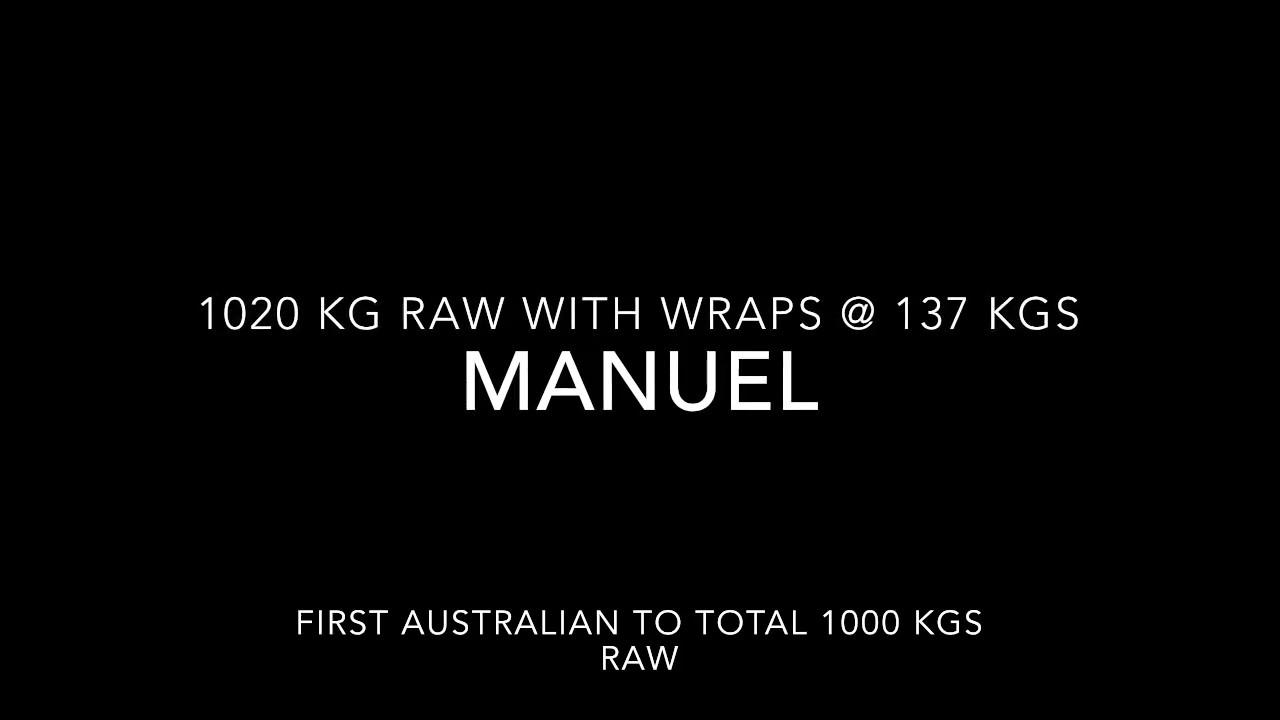 1020 KG RAW WITH WRAPS @ 137 KGS
MANUEL
FIRST AUSTRALIAN TO TOTAL 1000 KGS
RAW